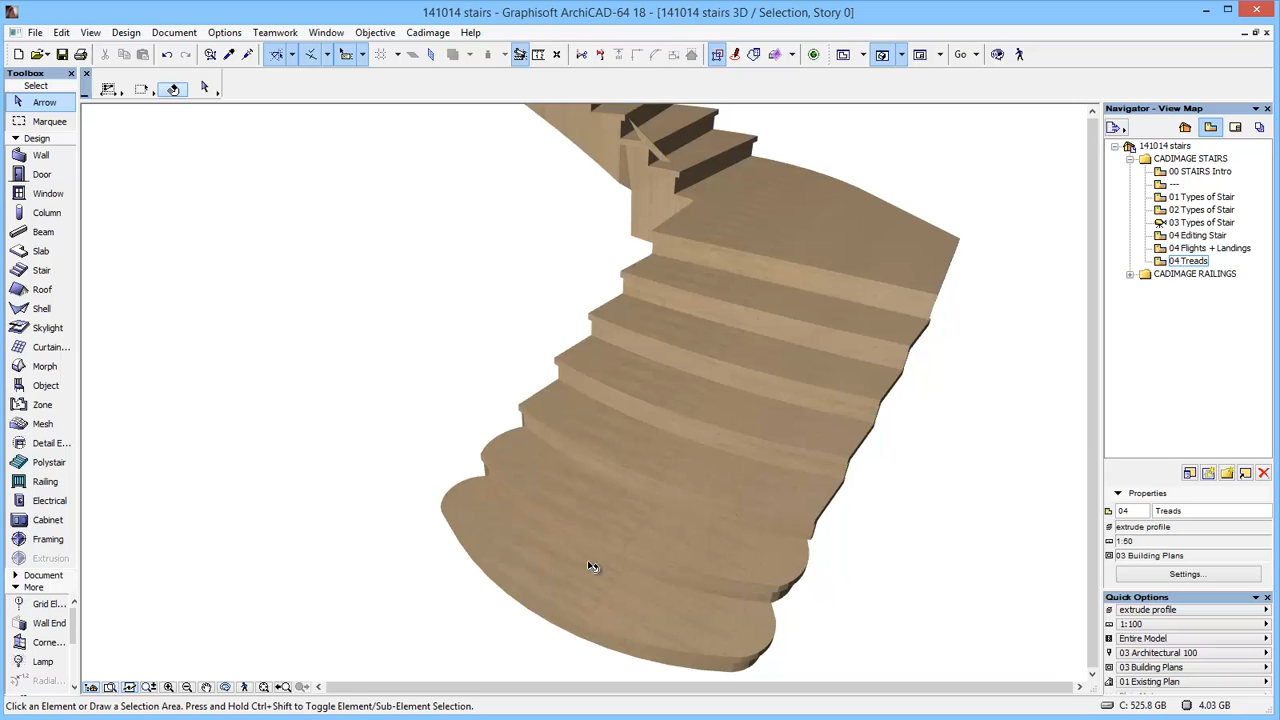 141014 stairs - Graphisoft ArchiCAD-64 18 - [141014 stairs 3D / Selection, Story 0]
File Edit View Design Document Options Teamwork Window Objective Cadimage Help
Go
Toolbox
Select
Arrow
Marquee
Design
Wall
Door
Window
Column
Beam
Slab
Stair
Roof
Shell
Skylight
Curtain...
Morph
Object
Zone
Mesh
Detail E...
Polystair
Railing
Electrical
Cabinet
Framing
Extrusion
Document
More
Grid El...
Wall End
Corne...
Lamp
Radial...
Navigator - View Map
141014 stairs
CADIMAGE STAIRS
00 STAIRS Intro
---
01 Types of Stair
02 Types of Stair
03 Types of Stair
04 Editing Stair
04 Flights + Landings
04 Treads
CADIMAGE RAILINGS
Properties
04 Treads
extrude profile
1:50
03 Building Plans
Settings...
Quick Options
extrude profile
1:100
Entire Model
03 Architectural 100
03 Building Plans
01 Existing Plan
Click an Element or Draw a Selection Area. Press and Hold Ctrl+Shift to Toggle Element/Sub-Element Selection.
C: 525.8 GB 4.03 GB